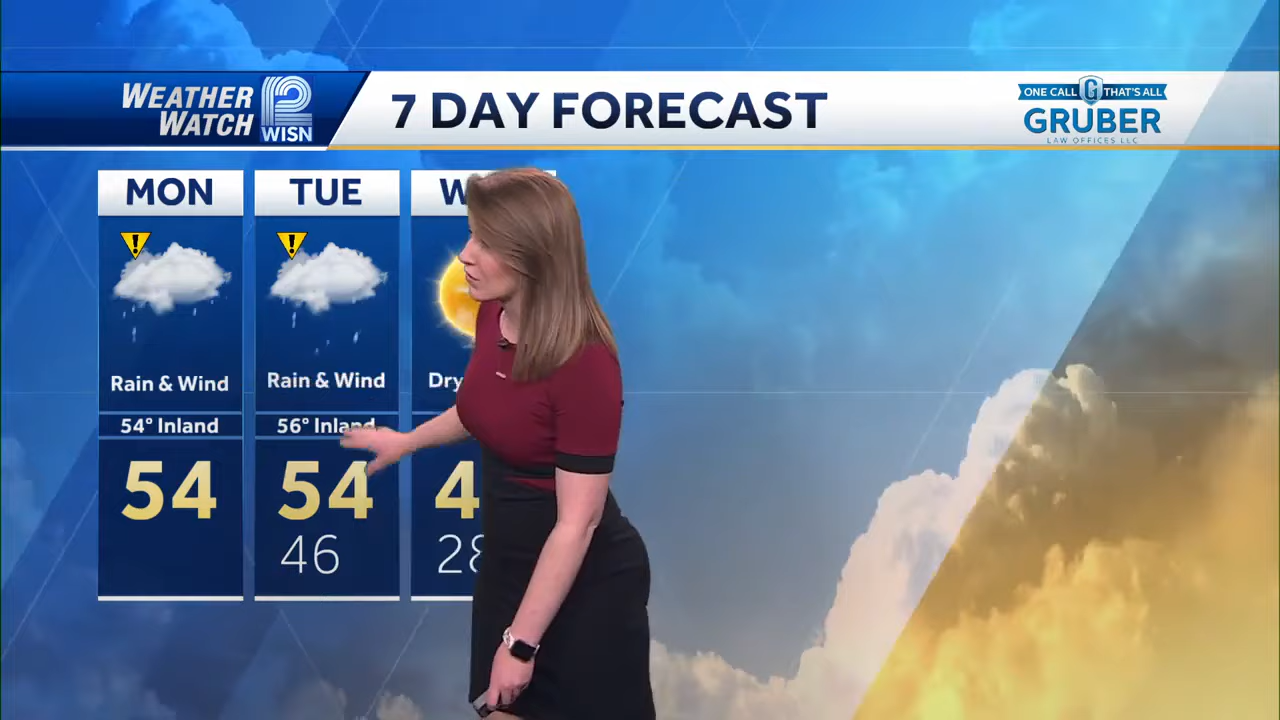 WEATHER
WATCH
12
WISN
7 DAY FORECAST
ONE CALL G THAT'S ALL
GRUBER
LAW OFFICES LLC
MON
TUE
Rain & Wind
Rain & Wind
Dry
54° Inland
56° Inland
54
54
46
28